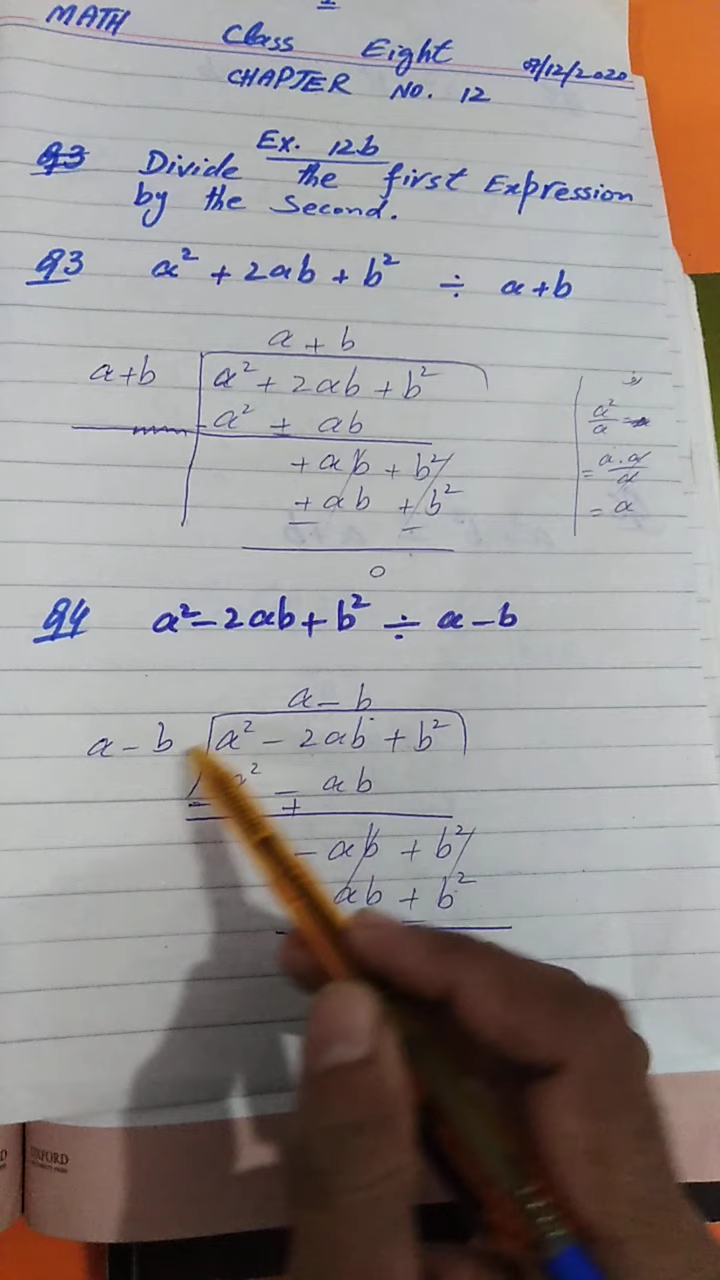 MATH
Class Eight 07/12/2020
CHAPTER NO. 12
Ex. 12b
Q3 Divide the first Expression
by the Second.
Q3 a² + 2ab + b² ÷ a+b
a + b
a+b a² + 2ab + b²
-a² ± ab
+ ab + b²
+ ab + b²
0
a²/a =
= a.a/a
= a
Q4 a² - 2ab + b² ÷ a - b
a - b
a - b a² - 2ab + b²
a² - ab
- +
- ab + b²
ab + b²
OXFORD